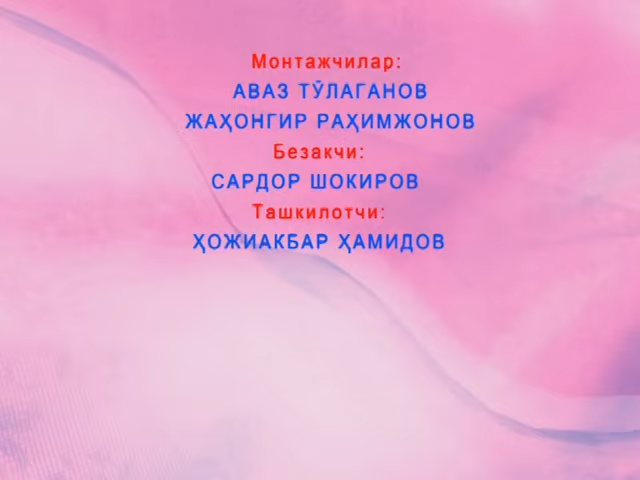 Монтажчилар:
АВАЗ ТЎЛАГАНОВ
ЖАҲОНГИР РАҲИМЖОНОВ
Безакчи:
САРДОР ШОКИРОВ
Ташкилотчи:
ҲОЖИАКБАР ҲАМИДОВ